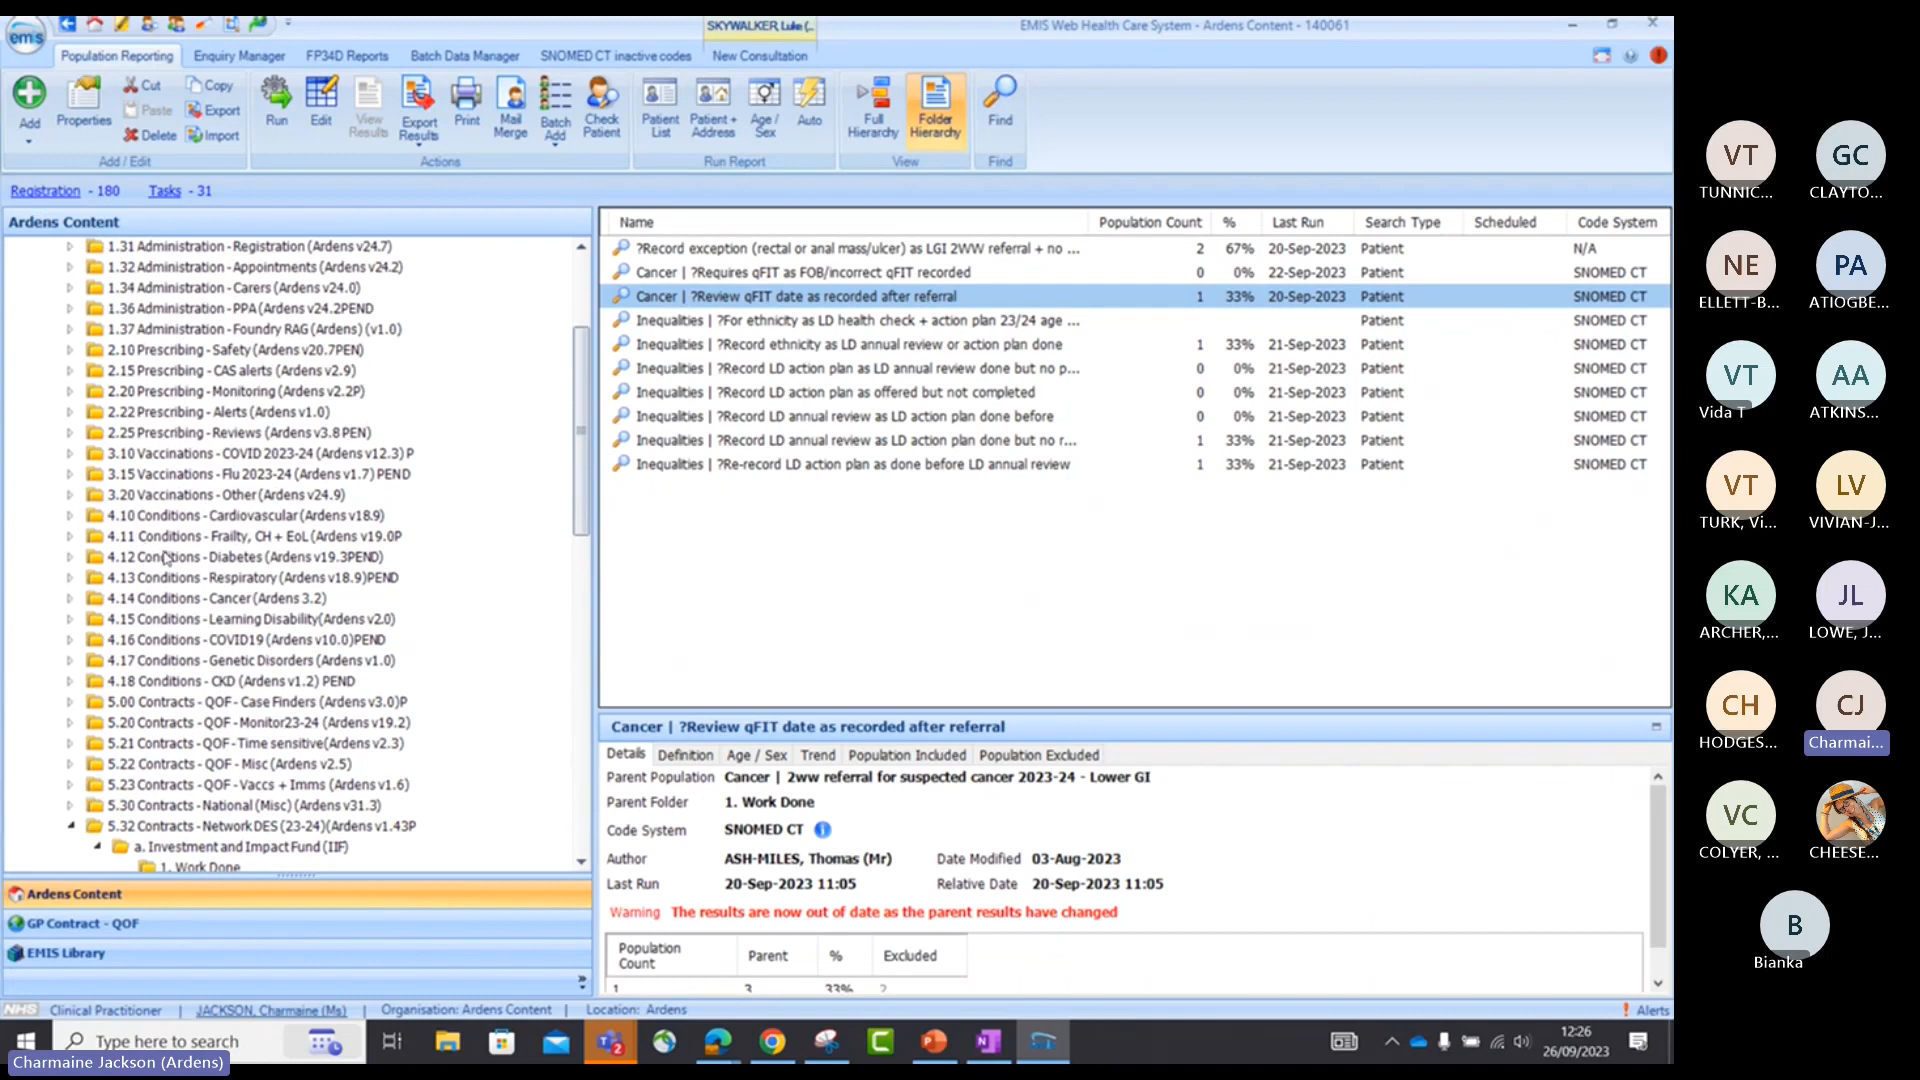 emis
SKYWALKER, Luke (..
EMIS Web Health Care System - Ardens Content - 140061
Population Reporting
Enquiry Manager
FP34D Reports
Batch Data Manager
SNOMED CT inactive codes
New Consultation
Add
Properties
Cut
Copy
Paste
Export
Delete
Import
Run
Edit
View Results
Export Results
Print
Mail Merge
Batch Add
Check Patient
Patient List
Patient + Address
Age / Sex
Auto
Full Hierarchy
Folder Hierarchy
Find
Add / Edit
Actions
Run Report
View
Find
Registration - 180
Tasks - 31
Ardens Content
1.31 Administration - Registration (Ardens v24.7)
1.32 Administration - Appointments (Ardens v24.2)
1.34 Administration - Carers (Ardens v24.0)
1.36 Administration - PPA (Ardens v24.2PEND
1.37 Administration - Foundry RAG (Ardens) (v1.0)
2.10 Prescribing - Safety (Ardens v20.7PEN)
2.15 Prescribing - CAS alerts (Ardens v2.9)
2.20 Prescribing - Monitoring (Ardens v2.2P)
2.22 Prescribing - Alerts (Ardens v1.0)
2.25 Prescribing - Reviews (Ardens v3.8 PEN)
3.10 Vaccinations - COVID 2023-24 (Ardens v12.3) P
3.15 Vaccinations - Flu 2023-24 (Ardens v1.7) PEND
3.20 Vaccinations - Other (Ardens v24.9)
4.10 Conditions - Cardiovascular (Ardens v18.9)
4.11 Conditions - Frailty, CH + EoL (Ardens v19.0P
4.12 Conditions - Diabetes (Ardens v19.3PEND)
4.13 Conditions - Respiratory (Ardens v18.9)PEND
4.14 Conditions - Cancer (Ardens 3.2)
4.15 Conditions - Learning Disability(Ardens v2.0)
4.16 Conditions - COVID19 (Ardens v10.0)PEND
4.17 Conditions - Genetic Disorders (Ardens v1.0)
4.18 Conditions - CKD (Ardens v1.2) PEND
5.00 Contracts - QOF - Case Finders (Ardens v3.0)P
5.20 Contracts - QOF - Monitor23-24 (Ardens v19.2)
5.21 Contracts - QOF - Time sensitive(Ardens v2.3)
5.22 Contracts - QOF - Misc (Ardens v2.5)
5.23 Contracts - QOF - Vaccs + Imms (Ardens v1.6)
5.30 Contracts - National (Misc) (Ardens v31.3)
5.32 Contracts - Network DES (23-24)(Ardens v1.43P
a. Investment and Impact Fund (IIF)
1. Work Done
Ardens Content
GP Contract - QOF
EMIS Library
Name Population Count % Last Run Search Type Scheduled Code System
?Record exception (rectal or anal mass/ulcer) as LGI 2WW referral + no ... 2 67% 20-Sep-2023 Patient N/A
Cancer | ?Requires qFIT as FOB/incorrect qFIT recorded 0 0% 22-Sep-2023 Patient SNOMED CT
Cancer | ?Review qFIT date as recorded after referral 1 33% 20-Sep-2023 Patient SNOMED CT
Inequalities | ?For ethnicity as LD health check + action plan 23/24 age ... Patient SNOMED CT
Inequalities | ?Record ethnicity as LD annual review or action plan done 1 33% 21-Sep-2023 Patient SNOMED CT
Inequalities | ?Record LD action plan as LD annual review done but no p... 0 0% 21-Sep-2023 Patient SNOMED CT
Inequalities | ?Record LD action plan as offered but not completed 0 0% 21-Sep-2023 Patient SNOMED CT
Inequalities | ?Record LD annual review as LD action plan done before 0 0% 21-Sep-2023 Patient SNOMED CT
Inequalities | ?Record LD annual review as LD action plan done but no r... 1 33% 21-Sep-2023 Patient SNOMED CT
Inequalities | ?Re-record LD action plan as done before LD annual review 1 33% 21-Sep-2023 Patient SNOMED CT
Cancer | ?Review qFIT date as recorded after referral
Details Definition Age / Sex Trend Population Included Population Excluded
Parent Population Cancer | 2ww referral for suspected cancer 2023-24 - Lower GI
Parent Folder 1. Work Done
Code System SNOMED CT
Author ASH-MILES, Thomas (Mr) Date Modified 03-Aug-2023
Last Run 20-Sep-2023 11:05 Relative Date 20-Sep-2023 11:05
Warning The results are now out of date as the parent results have changed
Population Count Parent % Excluded
1 3 33% 2
NHS Clinical Practitioner | JACKSON, Charmaine (Ms) | Organisation: Ardens Content | Location: Ardens
Alerts
Type here to search
12:26
26/09/2023
Charmaine Jackson (Ardens)
VT
TUNNIC...
GC
CLAYTO...
NE
ELLETT-B...
PA
ATIOGBE...
VT
Vida T
AA
ATKINS...
VT
TURK, Vi...
LV
VIVIAN-J...
KA
ARCHER,...
JL
LOWE, J...
CH
HODGES...
CJ
Charmai...
VC
COLYER, ...
CHEESE...
B
Bianka